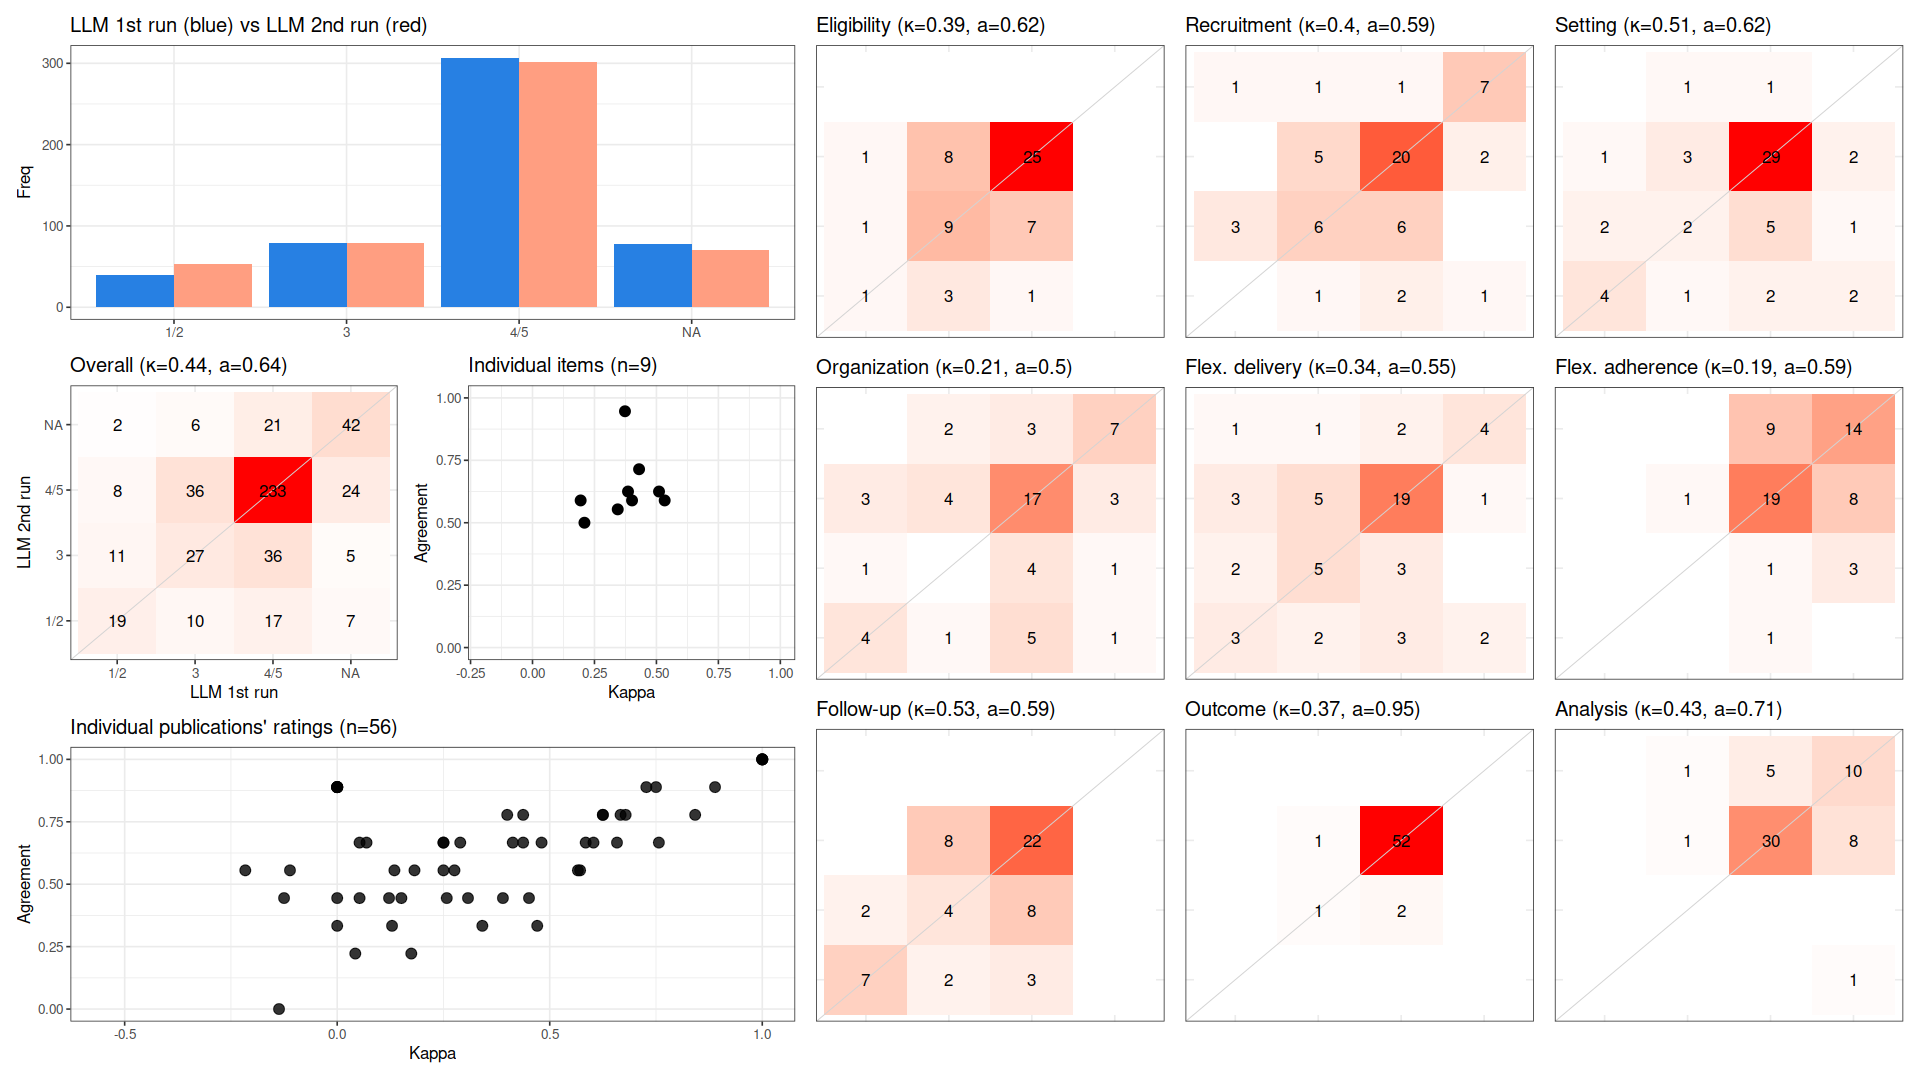 LLM 1st run (blue) vs LLM 2nd run (red)
Freq
300
200
100
0
1/2 3 4/5 NA
Overall (κ=0.44, a=0.64)
LLM 2nd run
NA 2 6 21 42
4/5 8 36 233 24
3 11 27 36 5
1/2 19 10 17 7
1/2 3 4/5 NA
LLM 1st run
Individual items (n=9)
Agreement
1.00
0.75
0.50
0.25
0.00
-0.25 0.00 0.25 0.50 0.75 1.00
Kappa
Individual publications' ratings (n=56)
Agreement
1.00
0.75
0.50
0.25
0.00
-0.5 0.0 0.5 1.0
Kappa
Eligibility (κ=0.39, a=0.62)
1 8 25
1 9 7
1 3 1
Recruitment (κ=0.4, a=0.59)
1 1 1 7
5 20 2
3 6 6
1 2 1
Setting (κ=0.51, a=0.62)
1 1
1 3 29 2
2 2 5 1
4 1 2 2
Organization (κ=0.21, a=0.5)
2 3 7
3 4 17 3
1 4 1
4 1 5 1
Flex. delivery (κ=0.34, a=0.55)
1 1 2 4
3 5 19 1
2 5 3
3 2 3 2
Flex. adherence (κ=0.19, a=0.59)
9 14
1 19 8
1 3
1
Follow-up (κ=0.53, a=0.59)
8 22
2 4 8
7 2 3
Outcome (κ=0.37, a=0.95)
1 52
1 2
Analysis (κ=0.43, a=0.71)
1 5 10
1 30 8
1